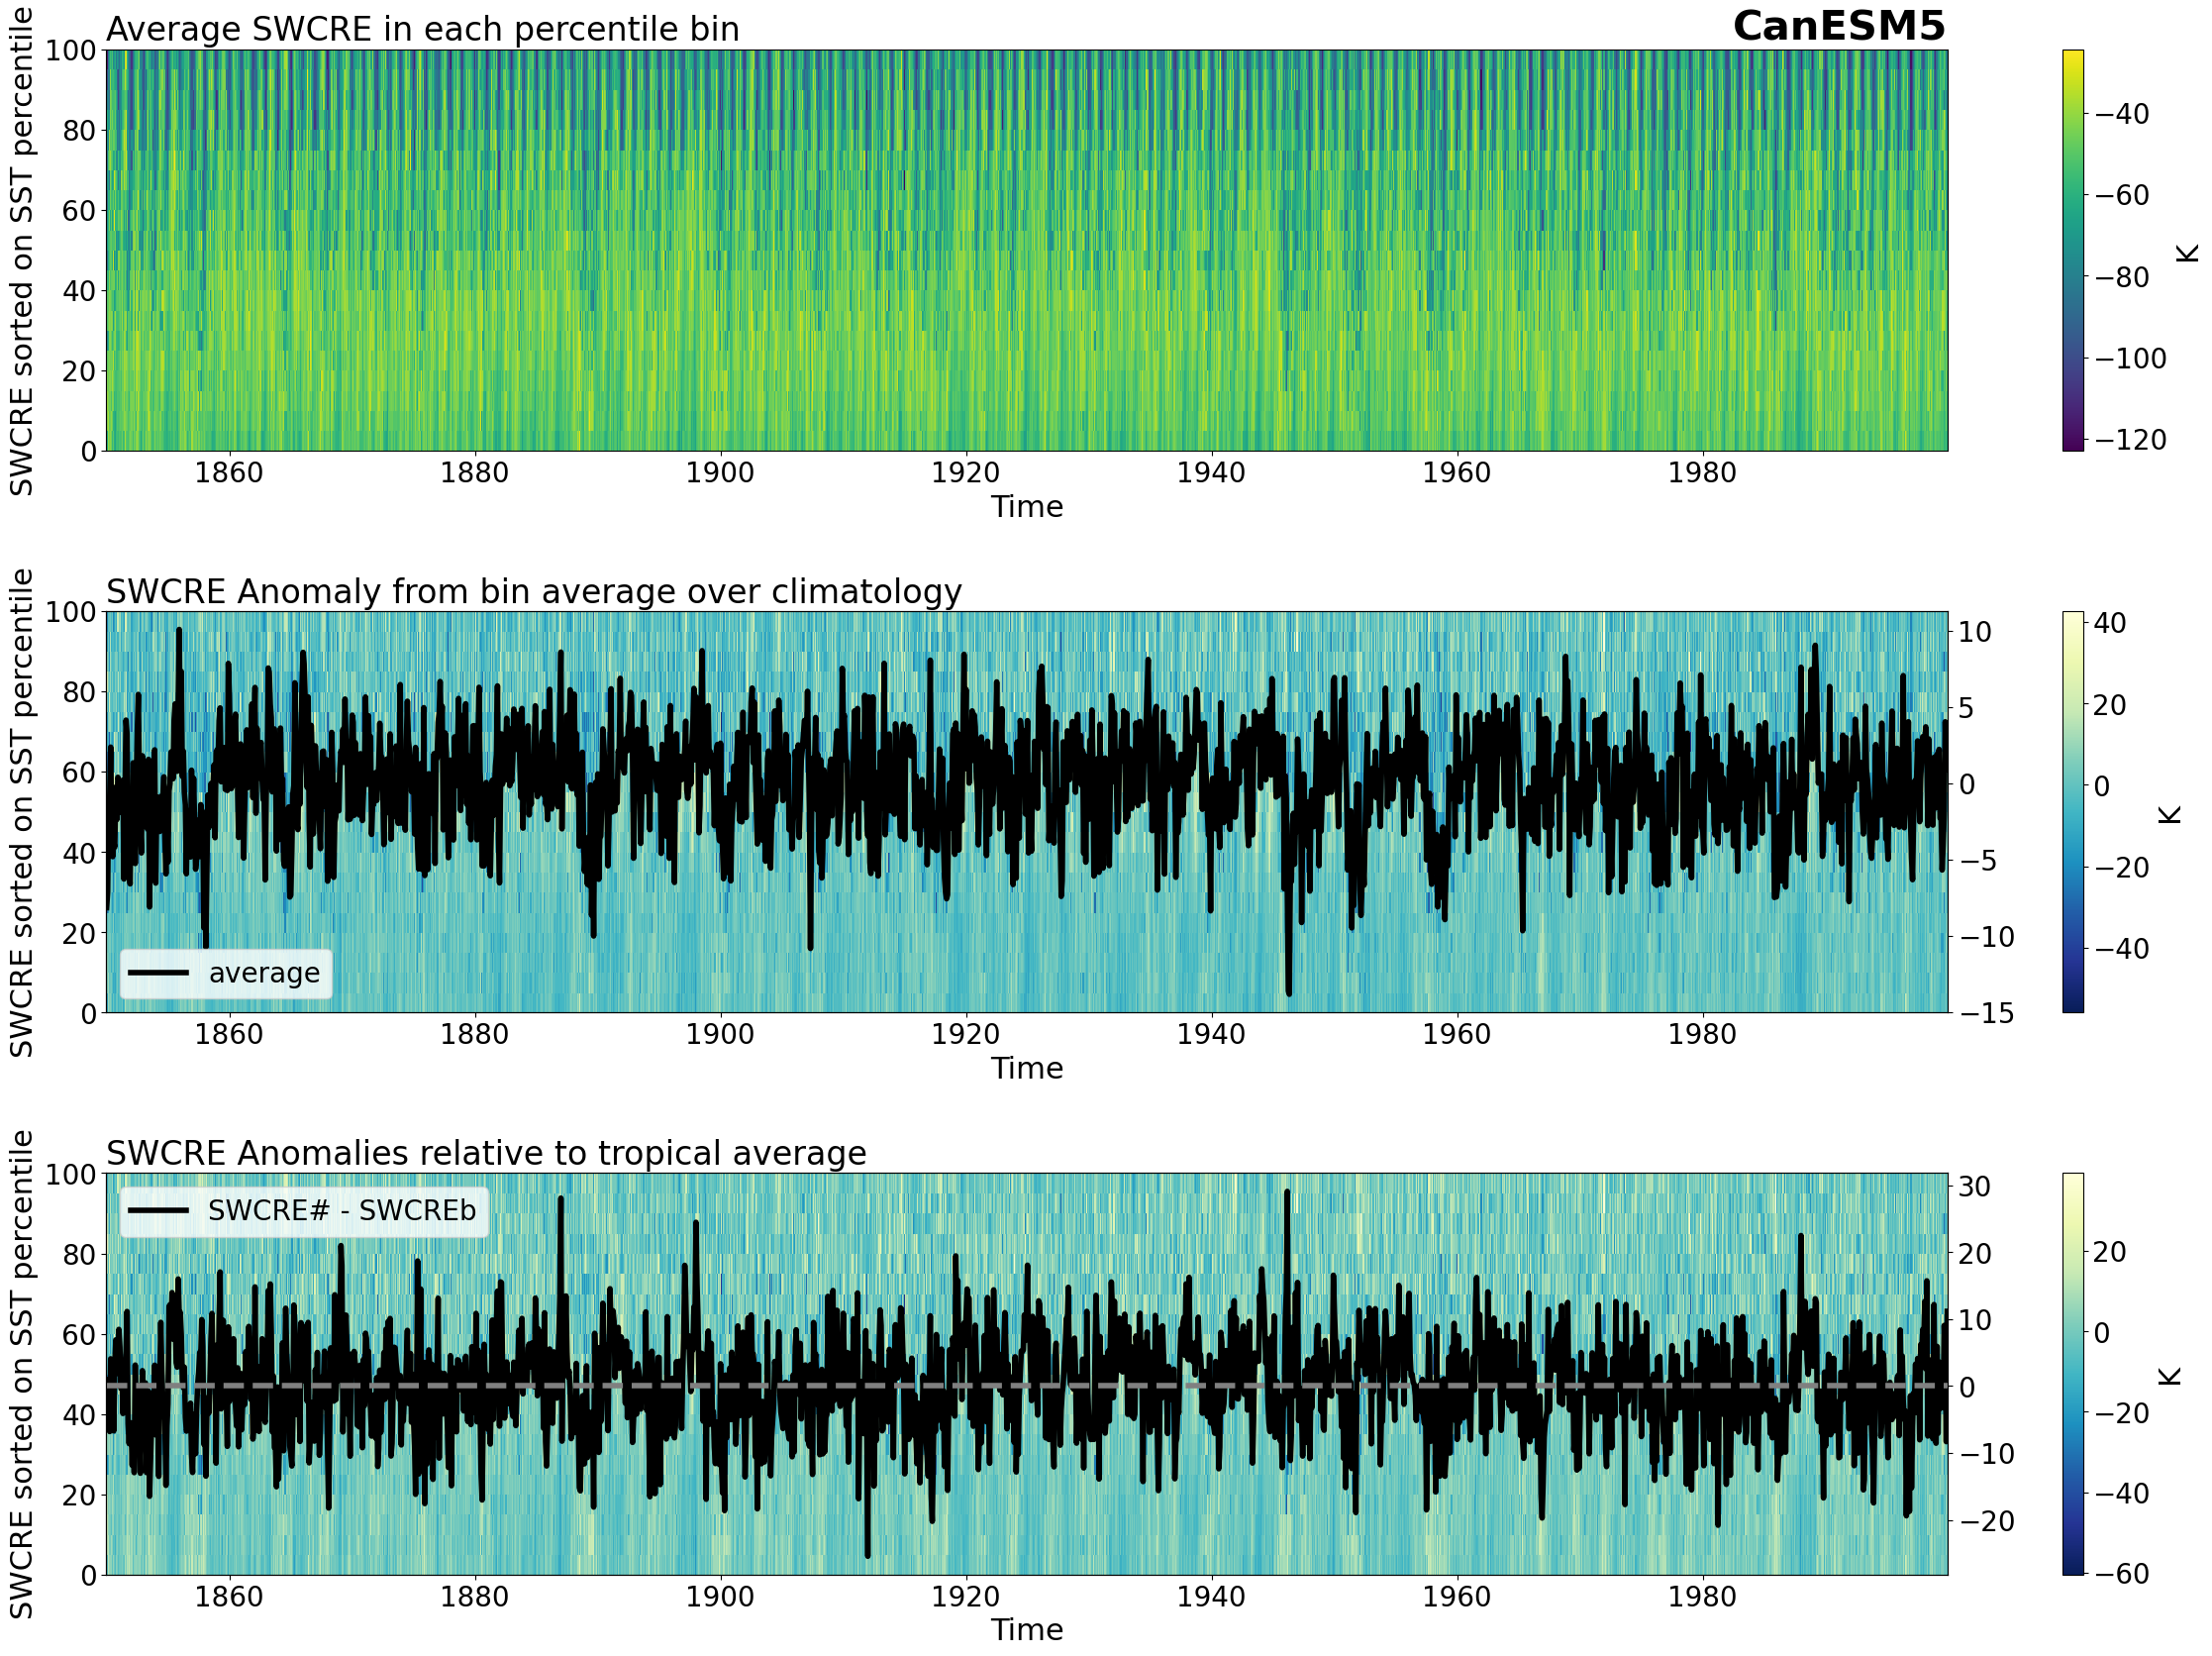 Average SWCRE in each percentile bin
CanESM5
SWCRE sorted on SST percentile
100
80
60
40
20
0
1860 1880 1900 1920 1940 1960 1980
Time
−40
−60
−80
−100
−120
K
SWCRE Anomaly from bin average over climatology
SWCRE sorted on SST percentile
100
80
60
40
20
0
average
1860 1880 1900 1920 1940 1960 1980
Time
10
5
0
−5
−10
−15
40
20
0
−20
−40
K
SWCRE Anomalies relative to tropical average
SWCRE sorted on SST percentile
100
80
60
40
20
0
SWCRE# - SWCREb
1860 1880 1900 1920 1940 1960 1980
Time
30
20
10
0
−10
−20
20
0
−20
−40
−60
K